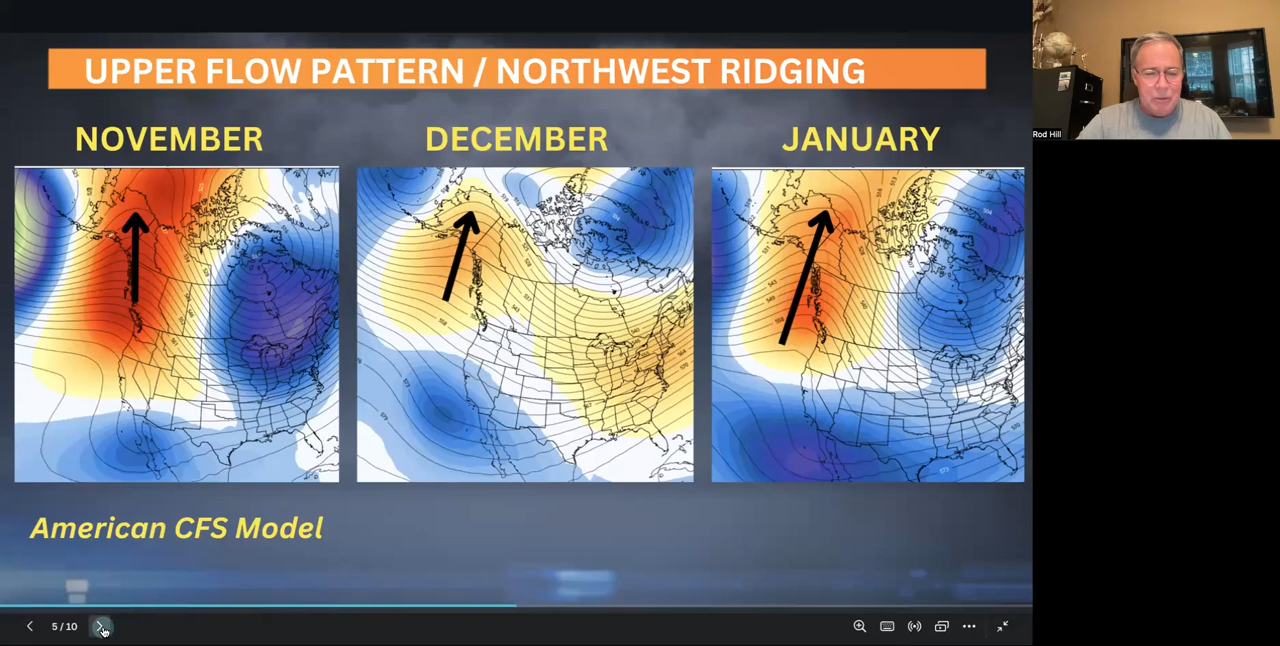 UPPER FLOW PATTERN / NORTHWEST RIDGING
NOVEMBER
DECEMBER
JANUARY
Rod Hill
American CFS Model
5 / 10